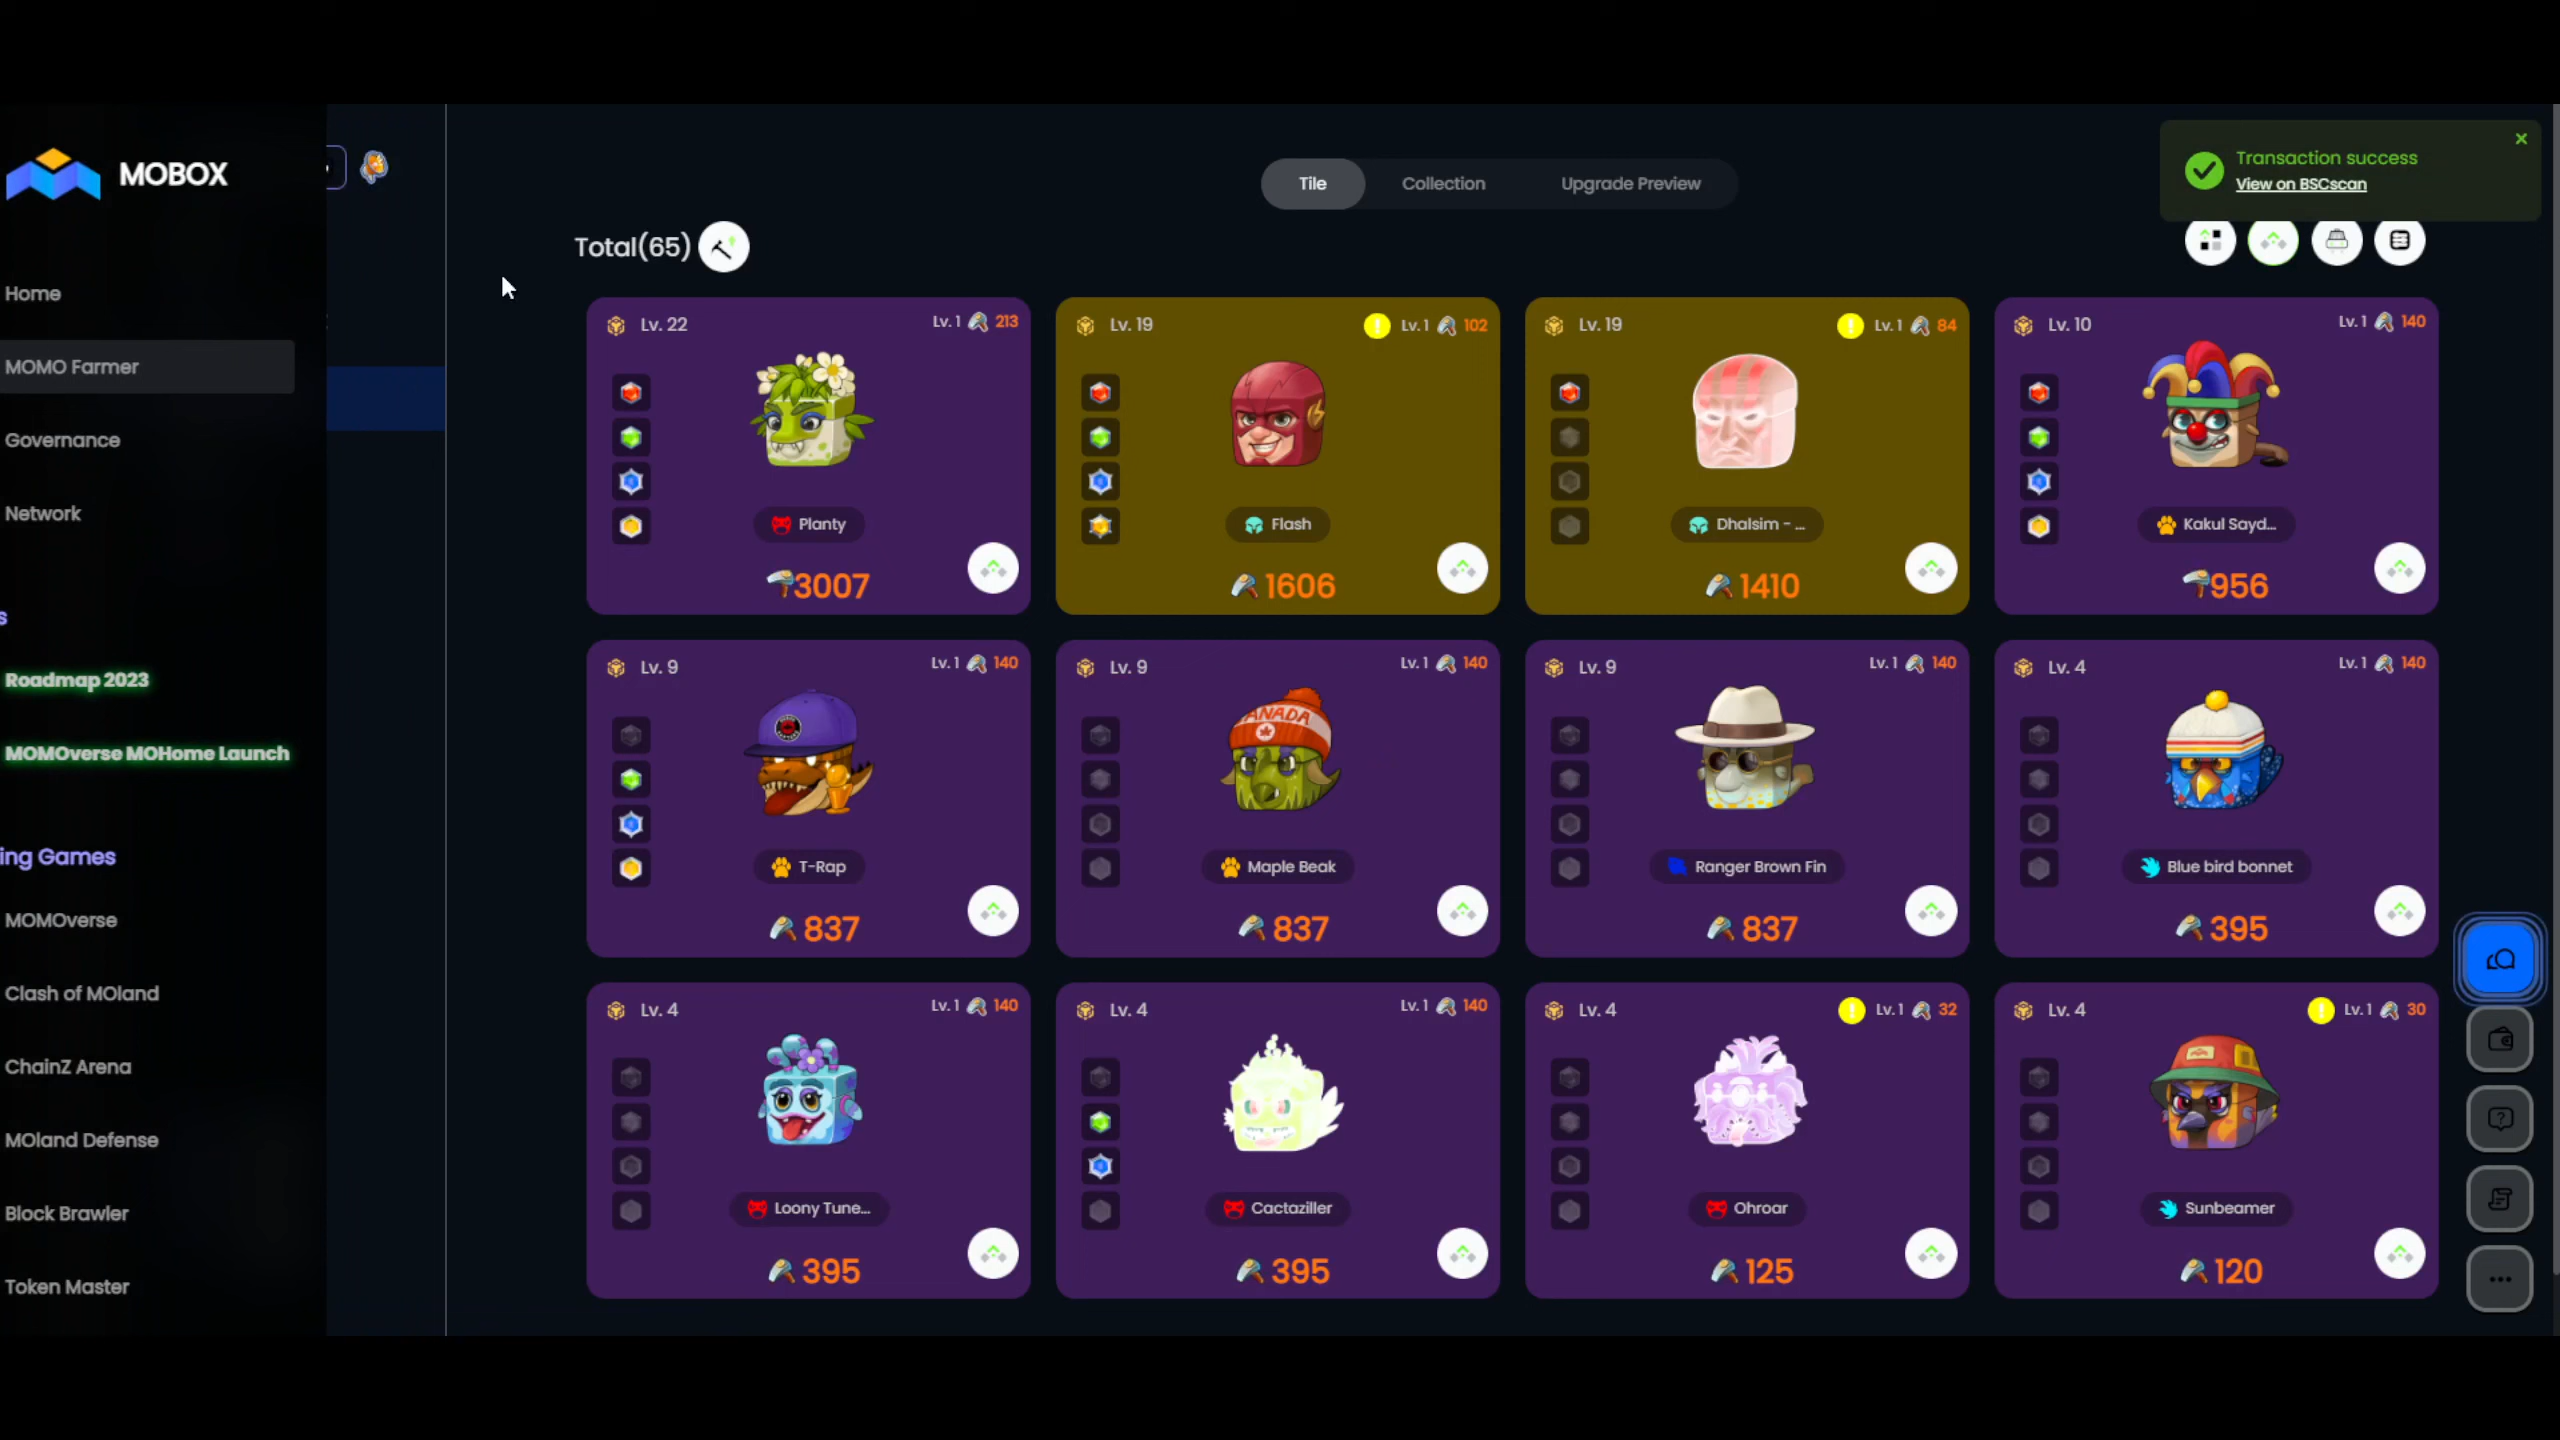 MOBOX
Home
MOMO Farmer
Governance
Network
s
Roadmap 2023
MOMOverse MOHome Launch
ing Games
MOMOverse
Clash of MOland
ChainZ Arena
MOland Defense
Block Brawler
Token Master
Tile Collection Upgrade Preview
Transaction success
View on BSCscan
Total(65)
Lv. 22 Lv. 1 213
Planty
3007
Lv. 19 Lv. 1 102
Flash
1606
Lv. 19 Lv. 1 84
Dhalsim - ...
1410
Lv. 10 Lv. 1 140
Kakul Sayd...
956
Lv. 9 Lv. 1 140
T-Rap
837
Lv. 9 Lv. 1 140
CANADA
Maple Beak
837
Lv. 9 Lv. 1 140
Ranger Brown Fin
837
Lv. 4 Lv. 1 140
Blue bird bonnet
395
Lv. 4 Lv. 1 140
Loony Tune...
395
Lv. 4 Lv. 1 140
Cactaziller
395
Lv. 4 Lv. 1 32
Ohroar
125
Lv. 4 Lv. 1 30
Sunbeamer
120